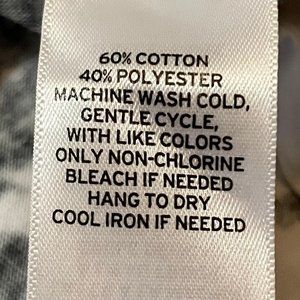 60% COTTON
40% POLYESTER
MACHINE WASH COLD,
GENTLE CYCLE,
WITH LIKE COLORS
ONLY NON-CHLORINE
BLEACH IF NEEDED
HANG TO DRY
COOL IRON IF NEEDED